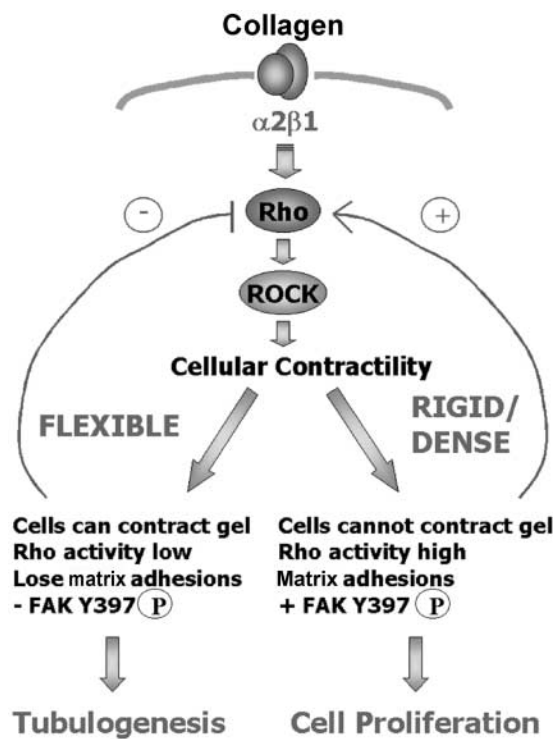 Collagen
α2β1
-
+
Rho
ROCK
Cellular Contractility
FLEXIBLE
RIGID/
DENSE
Cells can contract gel
Rho activity low
Lose matrix adhesions
- FAK Y397 P
Cells cannot contract gel
Rho activity high
Matrix adhesions
+ FAK Y397 P
Tubulogenesis
Cell Proliferation